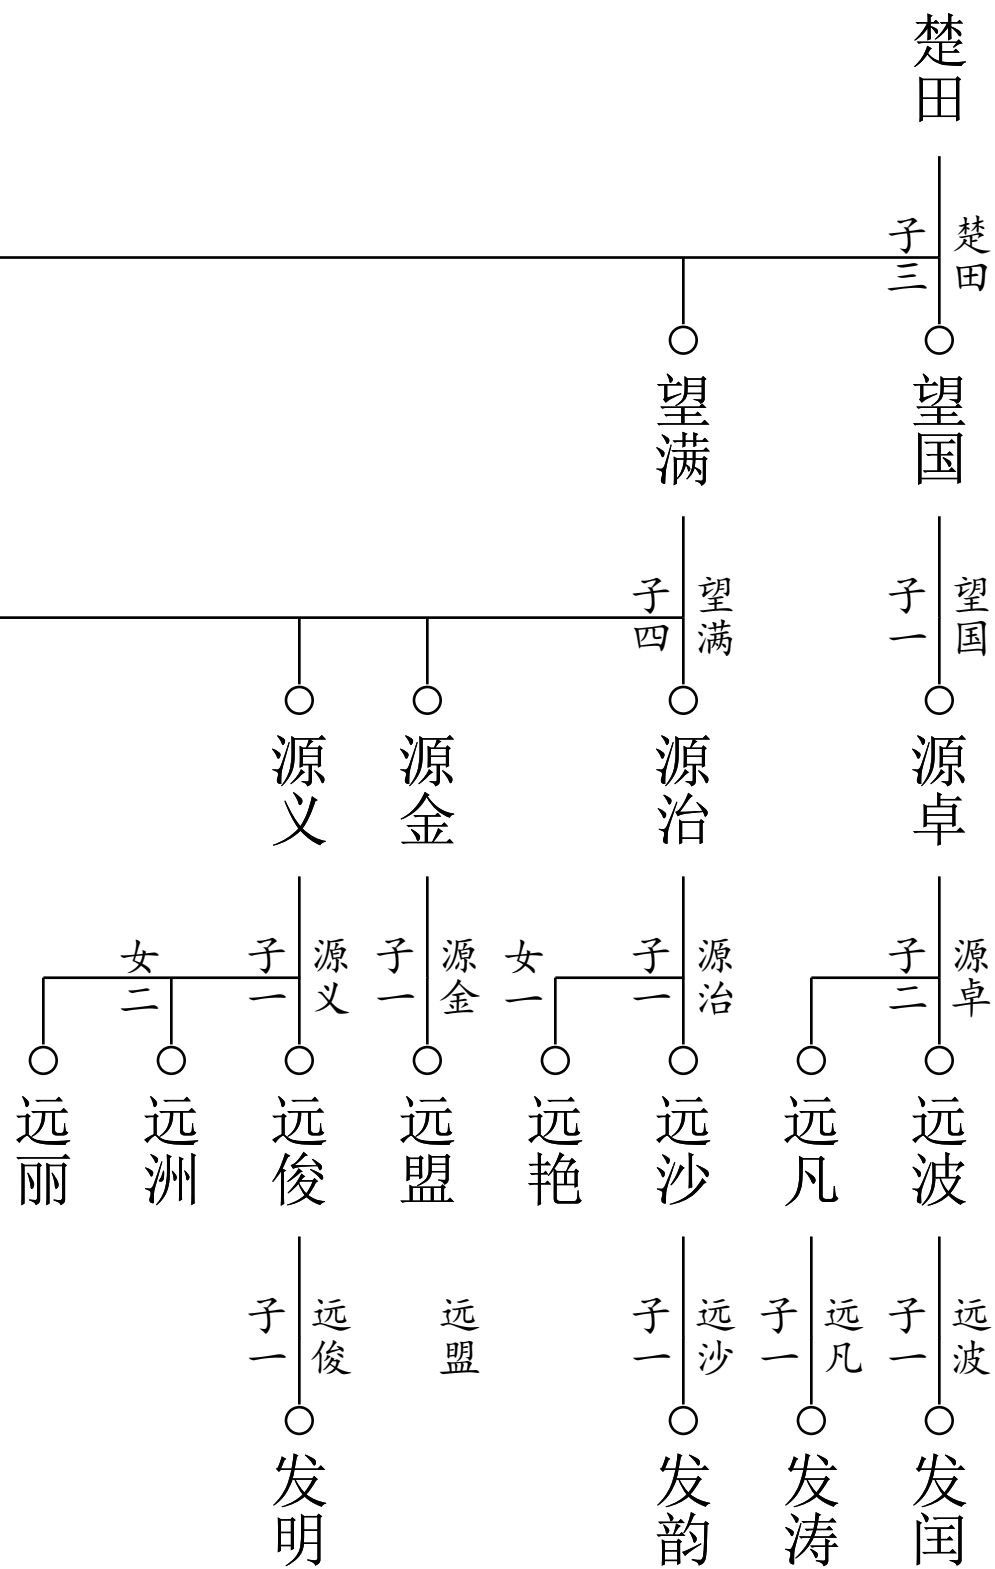 楚田
楚田
子三
望国
望满
望国
子一
望满
子四
源卓
源治
源金
源义
源卓
子二
源治
子一
女一
源金
子一
源义
子一
女二
远波
远凡
远沙
远艳
远盟
远俊
远洲
远丽
远波
子一
远凡
子一
远沙
子一
远盟
远俊
子一
发闰
发涛
发韵
发明